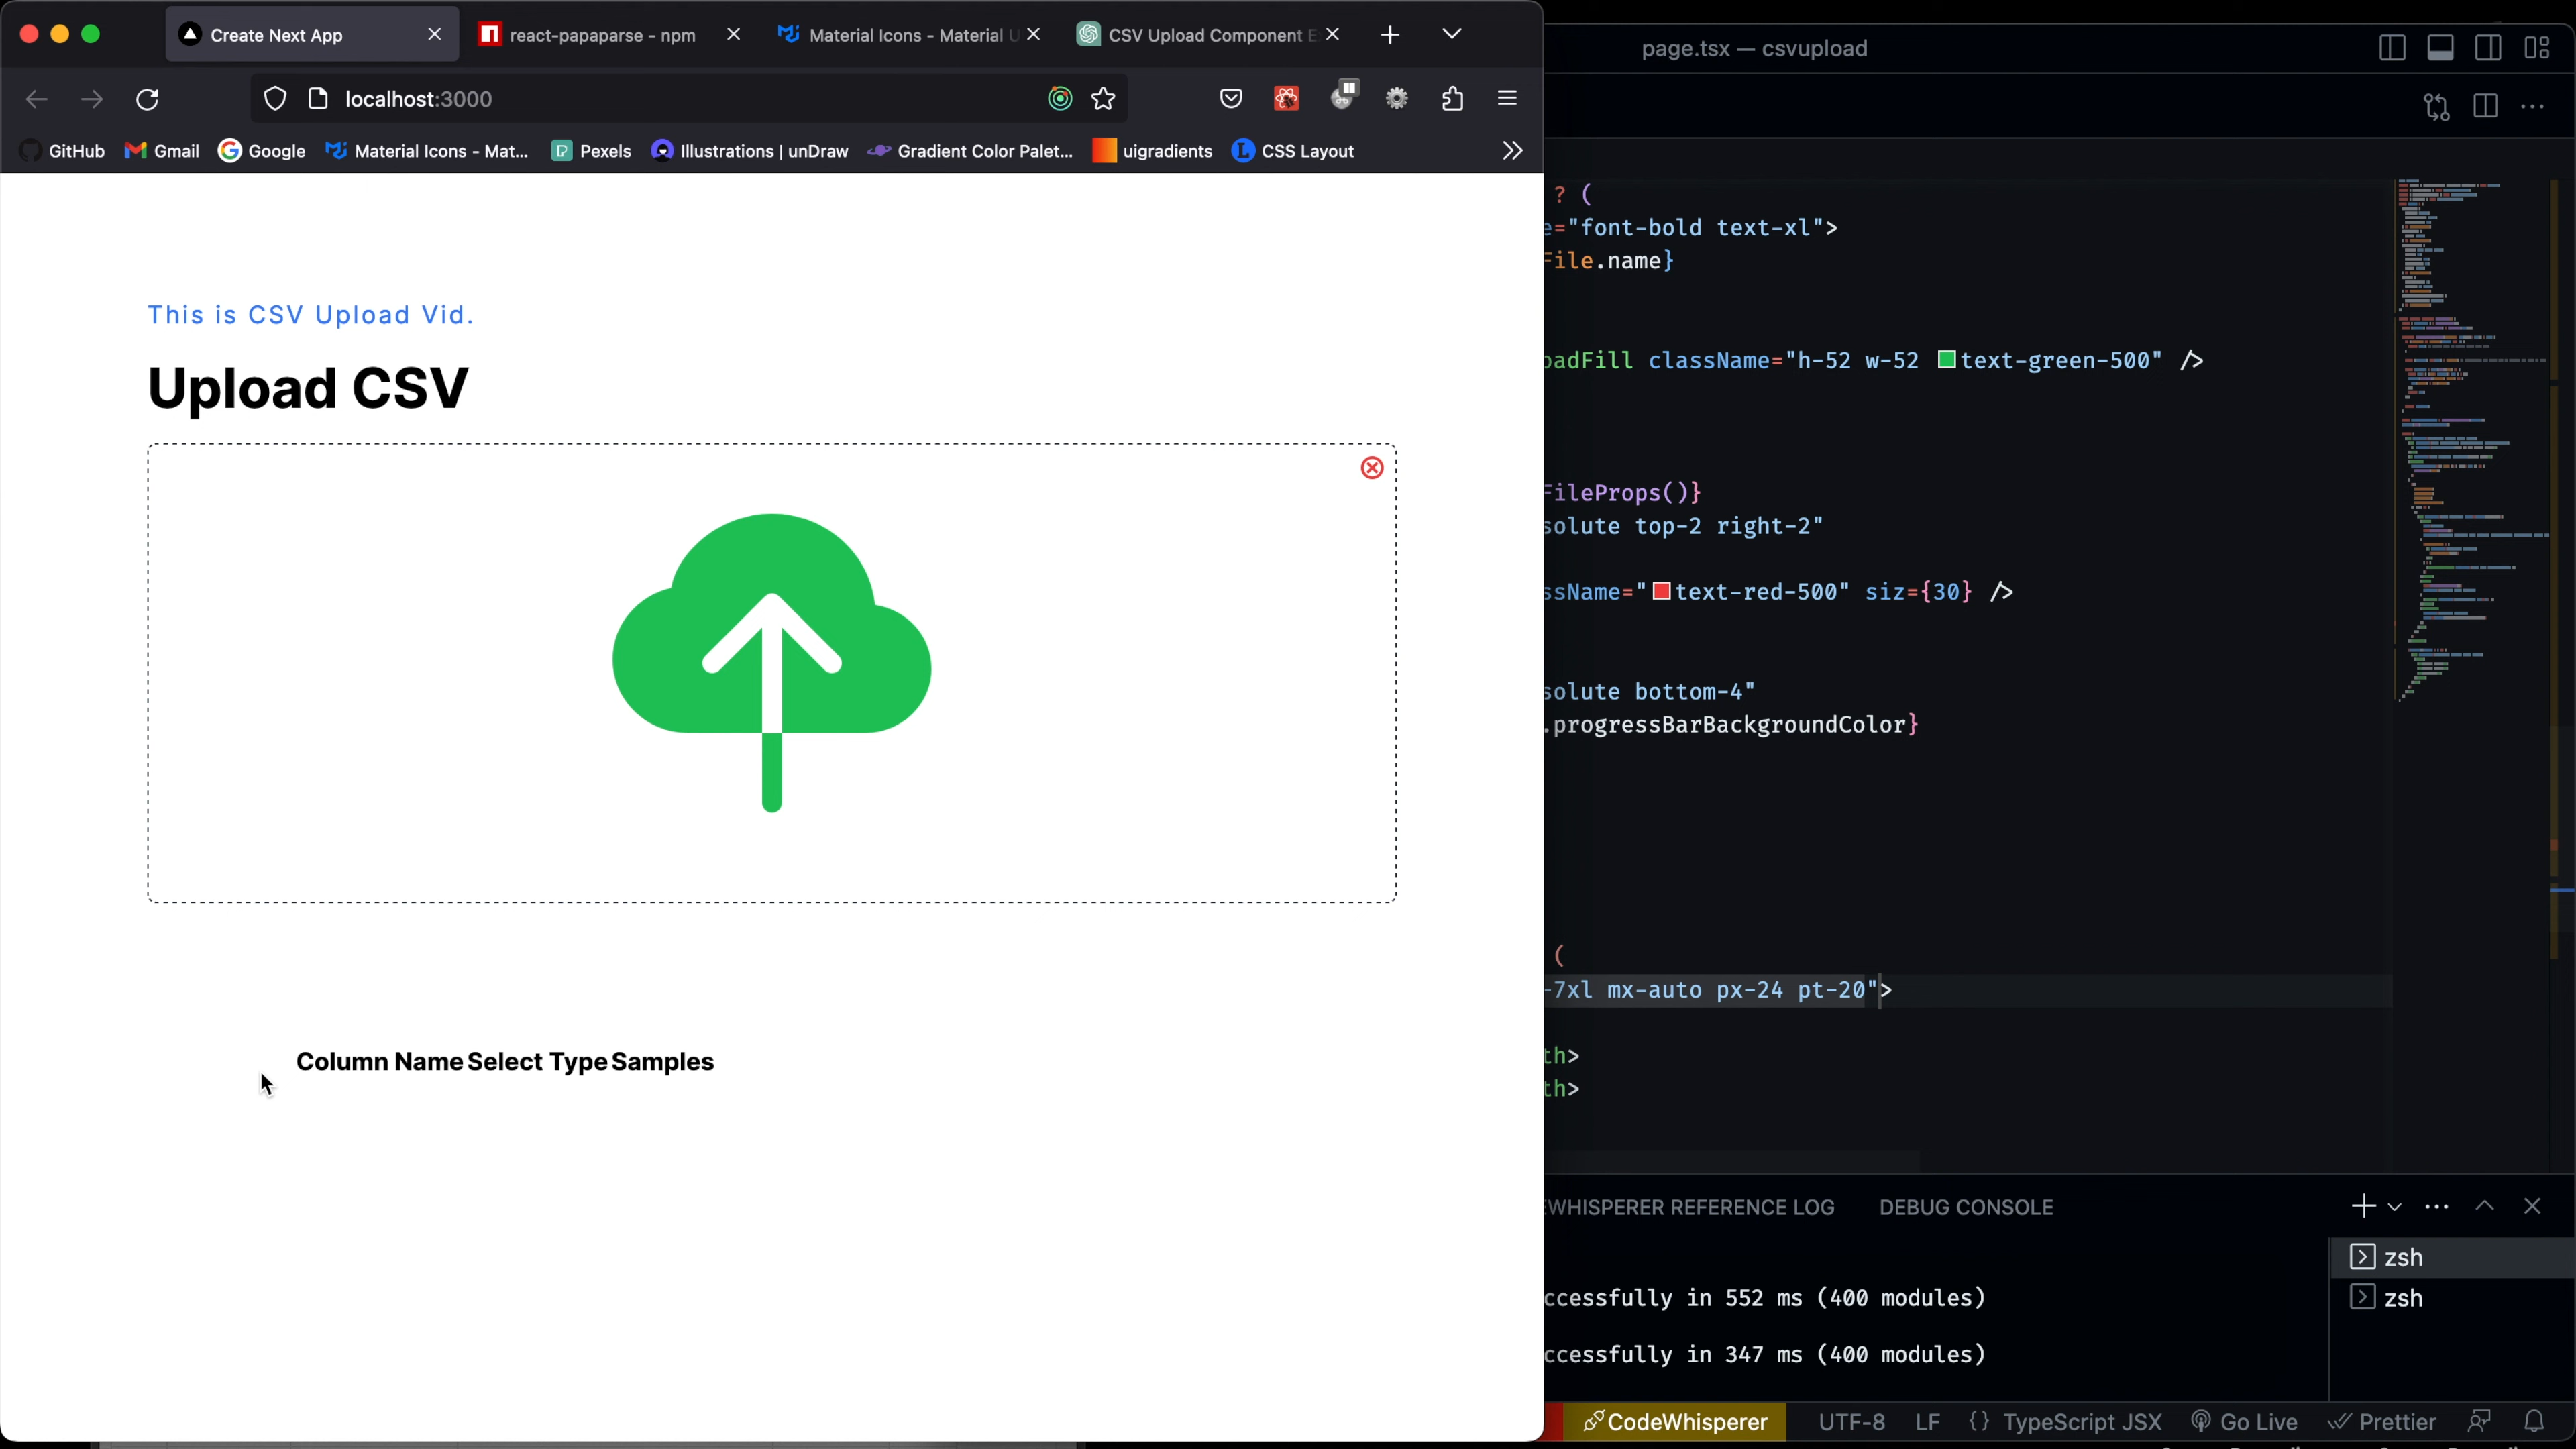 Create Next App
react-papaparse - npm
Material Icons - Material U
CSV Upload Component E
page.tsx — csvupload
localhost:3000
GitHub
Gmail
Google
Material Icons - Mat...
Pexels
Illustrations | unDraw
Gradient Color Palet...
uigradients
CSS Layout
This is CSV Upload Vid.
Upload CSV
Column Name Select Type Samples
? (
e="font-bold text-xl">
File.name}
oadFill className="h-52 w-52 text-green-500" />
FileProps()}
solute top-2 right-2"
ssName="text-red-500" siz={30} />
solute bottom-4"
.progressBarBackgroundColor}
(
-7xl mx-auto px-24 pt-20">
th>
th>
EWHISPERER REFERENCE LOG
DEBUG CONSOLE
zsh
zsh
ccessfully in 552 ms (400 modules)
ccessfully in 347 ms (400 modules)
CodeWhisperer
UTF-8
LF
{} TypeScript JSX
Go Live
Prettier